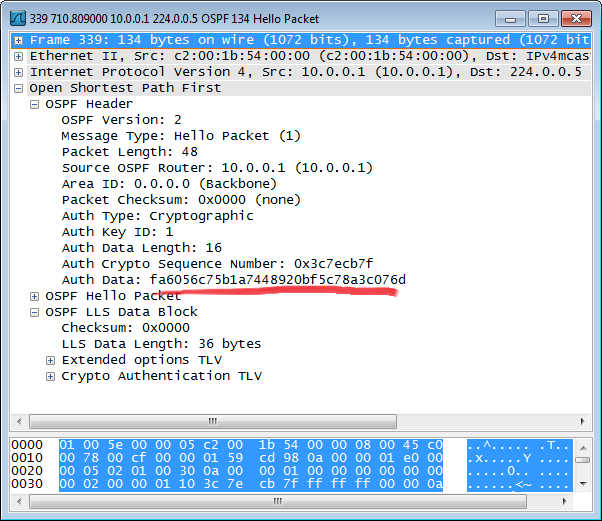 339 710.809000 10.0.0.1 224.0.0.5 OSPF 134 Hello Packet
Frame 339: 134 bytes on wire (1072 bits), 134 bytes captured (1072 bit
Ethernet II, Src: c2:00:1b:54:00:00 (c2:00:1b:54:00:00), Dst: IPv4mcas
Internet Protocol Version 4, Src: 10.0.0.1 (10.0.0.1), Dst: 224.0.0.5
Open Shortest Path First
OSPF Header
OSPF Version: 2
Message Type: Hello Packet (1)
Packet Length: 48
Source OSPF Router: 10.0.0.1 (10.0.0.1)
Area ID: 0.0.0.0 (Backbone)
Packet Checksum: 0x0000 (none)
Auth Type: Cryptographic
Auth Key ID: 1
Auth Data Length: 16
Auth Crypto Sequence Number: 0x3c7ecb7f
Auth Data: fa6056c75b1a7448920bf5c78a3c076d
OSPF Hello Packet
OSPF LLS Data Block
Checksum: 0x0000
LLS Data Length: 36 bytes
Extended options TLV
Crypto Authentication TLV
0000 01 00 5e 00 00 05 c2 00 1b 54 00 00 08 00 45 c0 ..^..... .T....
0010 00 78 00 cf 00 00 01 59 cd 98 0a 00 00 01 e0 00 .x.....Y ........
0020 00 05 02 01 00 30 0a 00 00 01 00 00 00 00 00 00 .....0.. ........
0030 00 02 00 00 01 10 3c 7e cb 7f ff ff ff 00 00 0a ......<~ ........